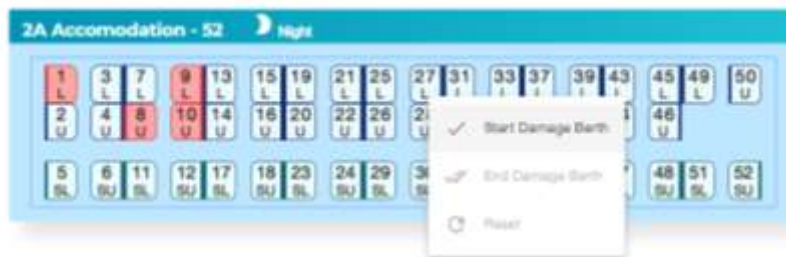 2A Accomodation - 52 Night
1 3 7 9 13 15 19 21 25 27 31 33 37 39 43 45 49 50
L L L L L L L L L L L L L U
2 4 8 10 14 16 20 22 26 46
U U U U U U U U U U
5 6 11 12 17 18 23 24 29 48 51 52
SL SU SL SU SL SU SL SU SL SU SL SU
Start Damage Berth
End Damage Berth
Reset